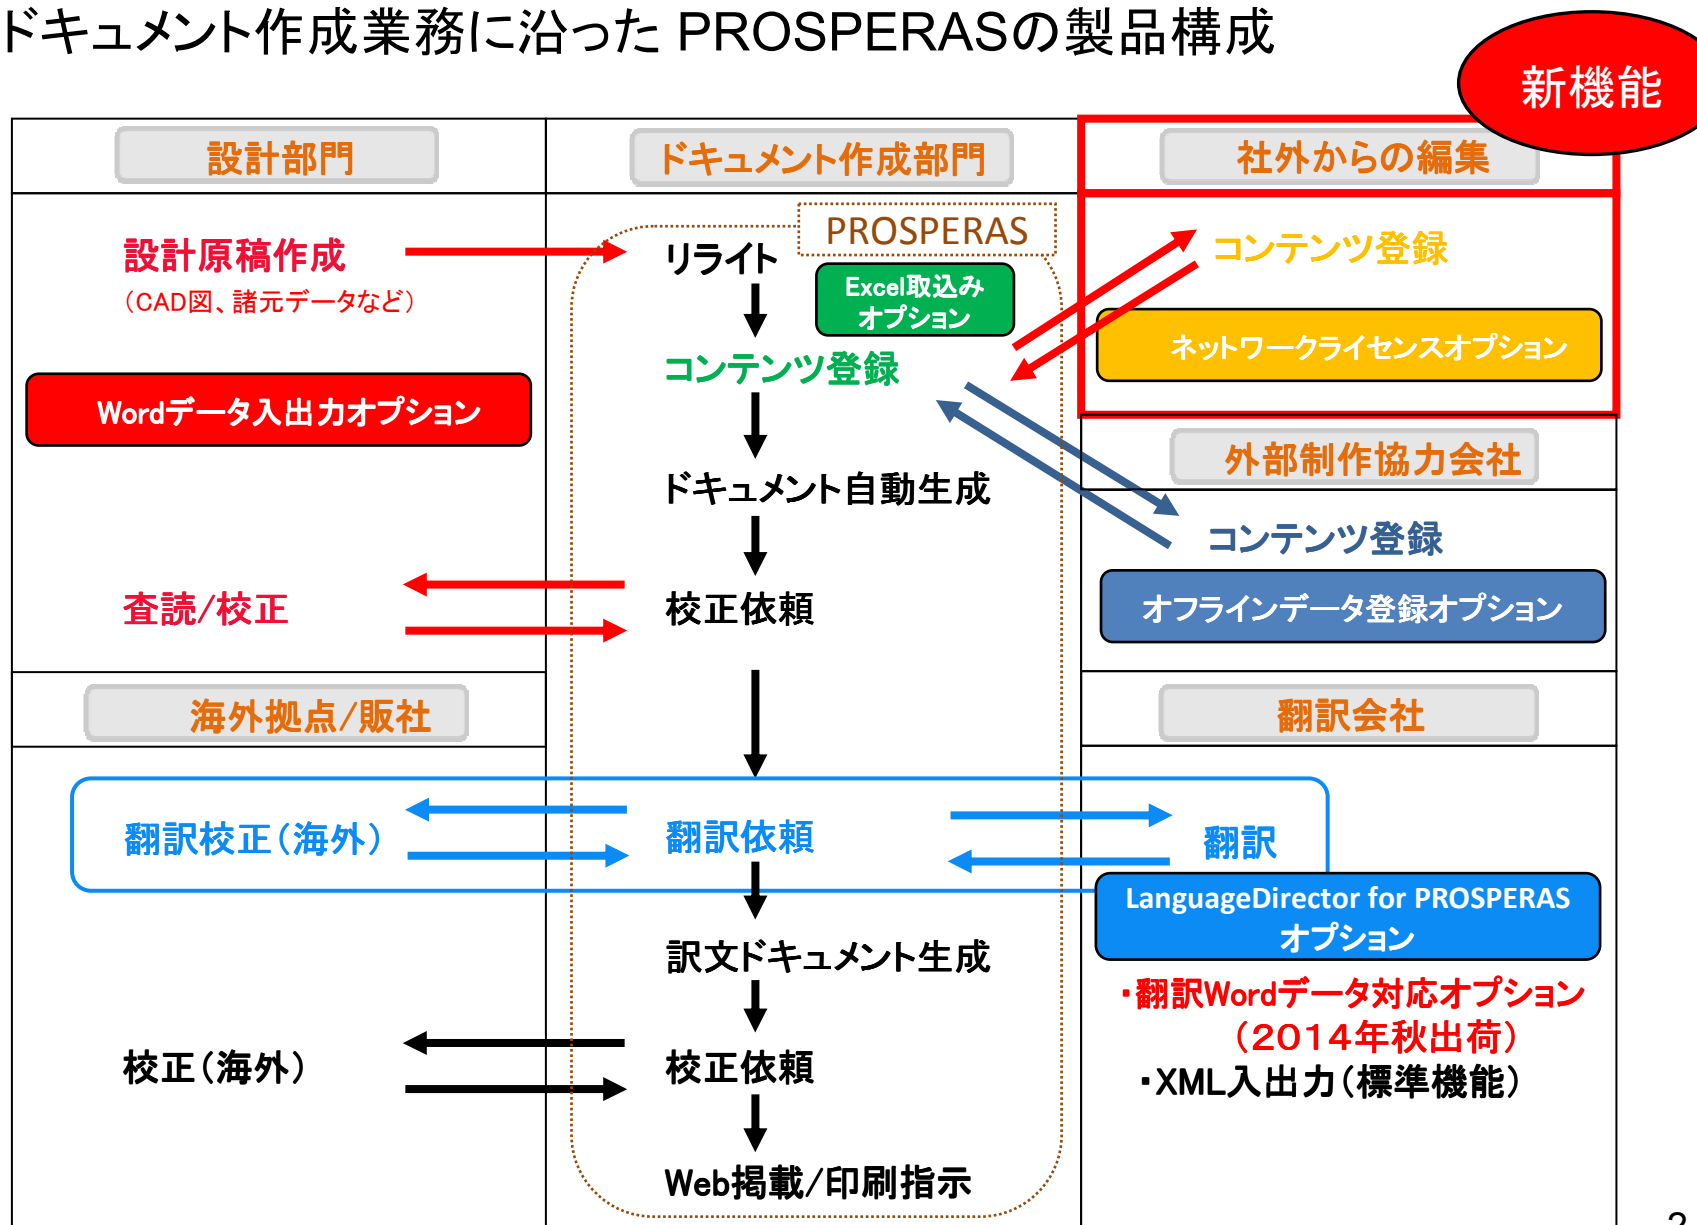 ドキュメント作成業務に沿った PROSPERASの製品構成
新機能
設計部門
ドキュメント作成部門
社外からの編集
設計原稿作成
（CAD図、諸元データなど）
Wordデータ入出力オプション
査読/校正
PROSPERAS
リライト
Excel取込み
オプション
コンテンツ登録
ドキュメント自動生成
校正依頼
コンテンツ登録
ネットワークライセンスオプション
外部制作協力会社
コンテンツ登録
オフラインデータ登録オプション
海外拠点/販社
翻訳会社
翻訳校正（海外）
翻訳依頼
翻訳
LanguageDirector for PROSPERAS
オプション
訳文ドキュメント生成
・翻訳Wordデータ対応オプション
（２０１４年秋出荷）
・XML入出力（標準機能）
校正（海外）
校正依頼
Web掲載/印刷指示